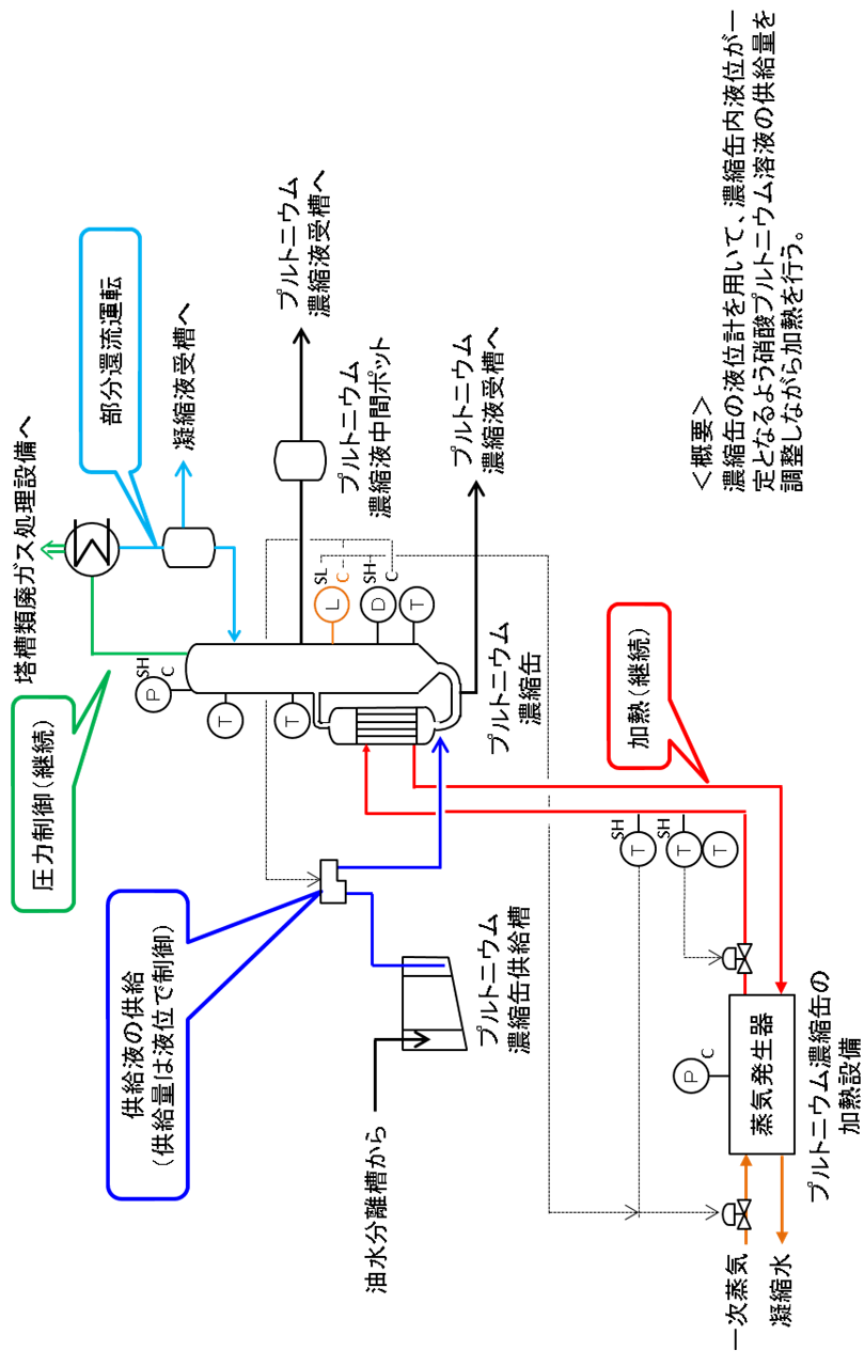 塔槽類廃ガス処理設備へ
圧力制御(継続)
部分還流運転
凝縮液受槽へ
供給液の供給
(供給量は液位で制御)
P
SH
C
T
T
L
SL
C
D
SH
C
T
プルトニウム
濃縮液受槽へ
プルトニウム
濃縮液中間ポット
プルトニウム
濃縮液受槽へ
プルトニウム
濃縮缶
油水分離槽から
プルトニウム
濃縮缶供給槽
加熱(継続)
SH
T
SH
T
T
P
C
蒸気発生器
一次蒸気
凝縮水
プルトニウム濃縮缶の
加熱設備
<概要>
濃縮缶の液位計を用いて、濃縮缶内液位が一
定となるよう硝酸プルトニウム溶液の供給量を
調整しながら加熱を行う。